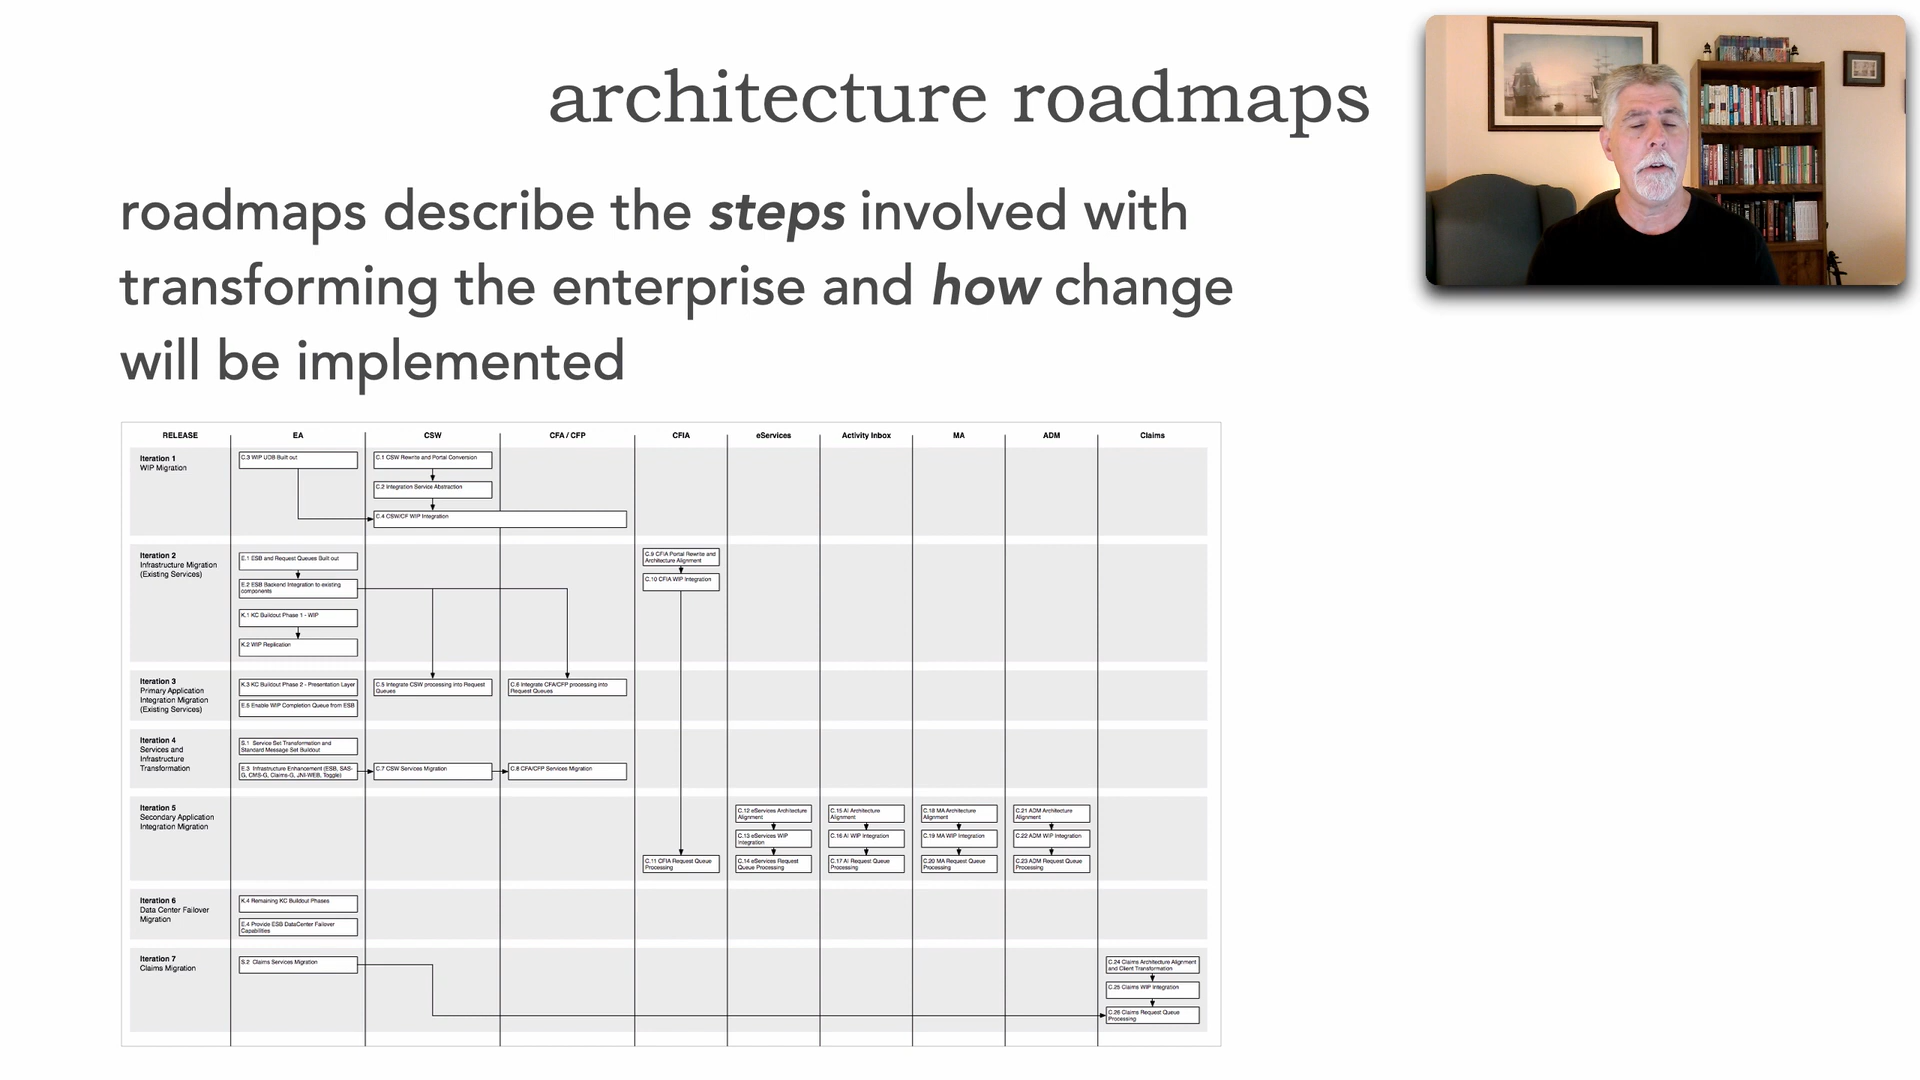 architecture roadmaps
roadmaps describe the steps involved with
transforming the enterprise and how change
will be implemented
RELEASE EA CSW CFA / CFP CFIA eServices Activity Inbox MA ADM Claims
Iteration 1
WIP Migration
C.3 WIP UDB Built out
C.1 CSW Rewrite and Portal Conversion
C.2 Integration Service Abstraction
C.4 CSW/CF WIP Integration
Iteration 2
Infrastructure Migration
(Existing Services)
E.1 ESB and Request Queues Built out
E.2 ESB Backend Integration to existing
components
K.1 KC Buildout Phase 1 - WIP
K.2 WIP Replication
C.9 CFIA Portal Rewrite and
Architecture Alignment
C.10 CFIA WIP Integration
Iteration 3
Primary Application
Integration Migration
(Existing Services)
K.3 KC Buildout Phase 2 - Presentation Layer
E.5 Enable WIP Completion Queue from ESB
C.5 Integrate CSW processing into Request
Queues
C.6 Integrate CFA/CFP processing into
Request Queues
Iteration 4
Services and
Infrastructure
Transformation
S.1 Service Set Transformation and
Standard Message Set Buildout
E.3 Infrastructure Enhancement (ESB, SAS-
G, CMS-G, Claims-G, JNI-WEB, Toggle)
C.7 CSW Services Migration
C.8 CFA/CFP Services Migration
Iteration 5
Secondary Application
Integration Migration
C.11 CFIA Request Queue
Processing
C.12 eServices Architecture
Alignment
C.13 eServices WIP
Integration
C.14 eServices Request
Queue Processing
C.15 AI Architecture
Alignment
C.16 AI WIP Integration
C.17 AI Request Queue
Processing
C.18 MA Architecture
Alignment
C.19 MA WIP Integration
C.20 MA Request Queue
Processing
C.21 ADM Architecture
Alignment
C.22 ADM WIP Integration
C.23 ADM Request Queue
Processing
Iteration 6
Data Center Failover
Migration
K.4 Remaining KC Buildout Phases
E.4 Provide ESB DataCenter Failover
Capabilities
Iteration 7
Claims Migration
S.2 Claims Services Migration
C.24 Claims Architecture Alignment
and Client Transformation
C.25 Claims WIP Integration
C.26 Claims Request Queue
Processing